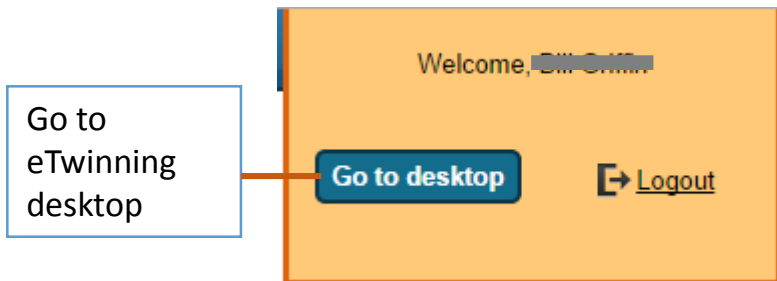 Welcome,
Go to
eTwinning
desktop
Go to desktop
Logout